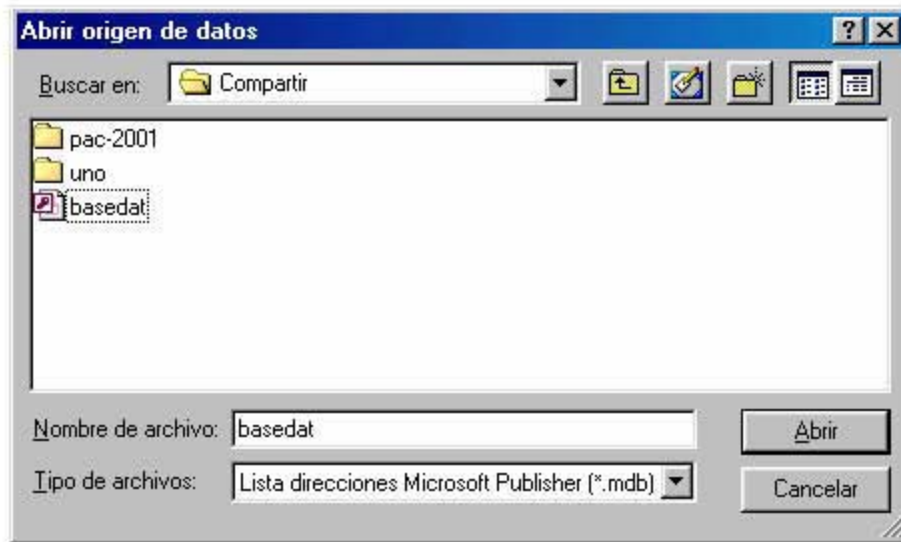 Abrir origen de datos
Buscar en: Compartir
pac-2001
uno
basedat
Nombre de archivo: basedat Abrir
Tipo de archivos: Lista direcciones Microsoft Publisher (*.mdb) Cancelar